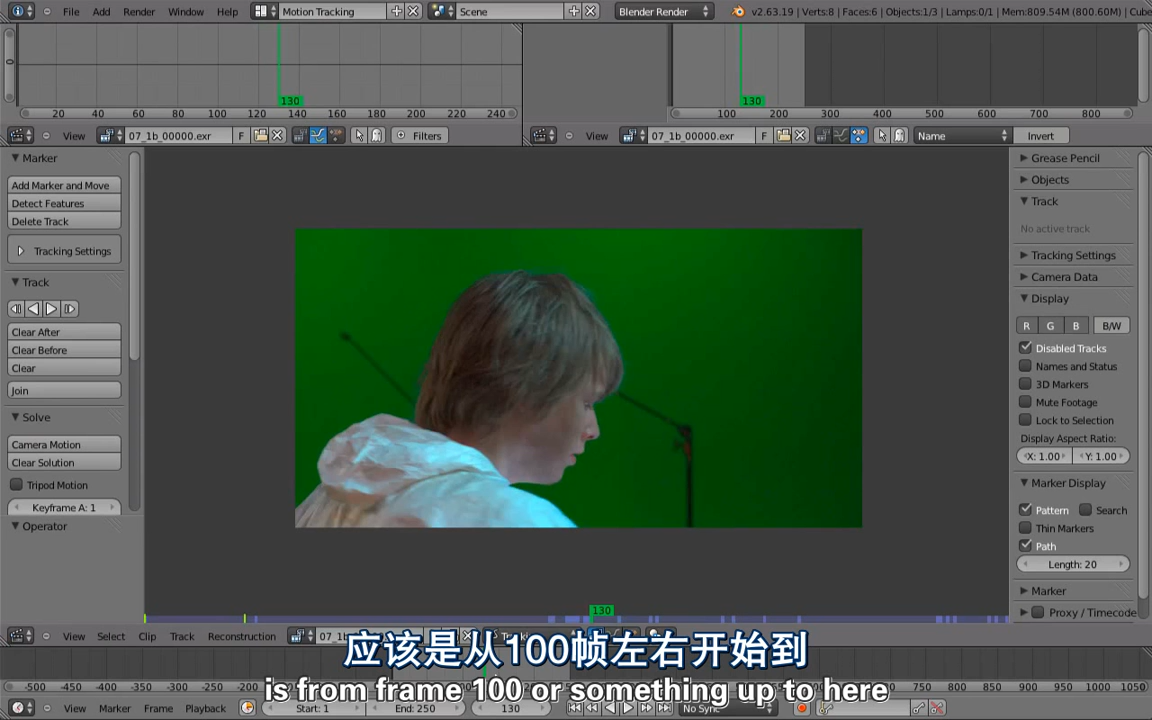 File Add Render Window Help Motion Tracking Scene Blender Render v2.63.19 | Verts:8 | Faces:6 | Objects:1/3 | Lamps:0/1 | Mem:809.54M (800.60M) | Cube
130 130
20 40 60 80 100 120 140 160 180 200 220 240 100 200 300 400 500 600 700 800
View 07_1b_00000.exr F Filters View 07_1b_00000.exr F Name Invert
Marker
Add Marker and Move
Detect Features
Delete Track
Tracking Settings
Track
Clear After
Clear Before
Clear
Join
Solve
Camera Motion
Clear Solution
Tripod Motion
Keyframe A: 1
Operator
Grease Pencil
Objects
Track
No active track
Tracking Settings
Camera Data
Display
R G B B/W
Disabled Tracks
Names and Status
3D Markers
Mute Footage
Lock to Selection
Display Aspect Ratio:
X: 1.00 Y: 1.00
Marker Display
Pattern Search
Thin Markers
Path
Length: 20
Marker
Proxy / Timecode
130
View Select Clip Track Reconstruction 07_1b
应该是从100帧左右开始到
is from frame 100 or something up to here
-500 -450 -400 -350 -300 -250 -200 900 950 1000 1050
View Marker Frame Playback Start: 1 End: 250 130 No Sync